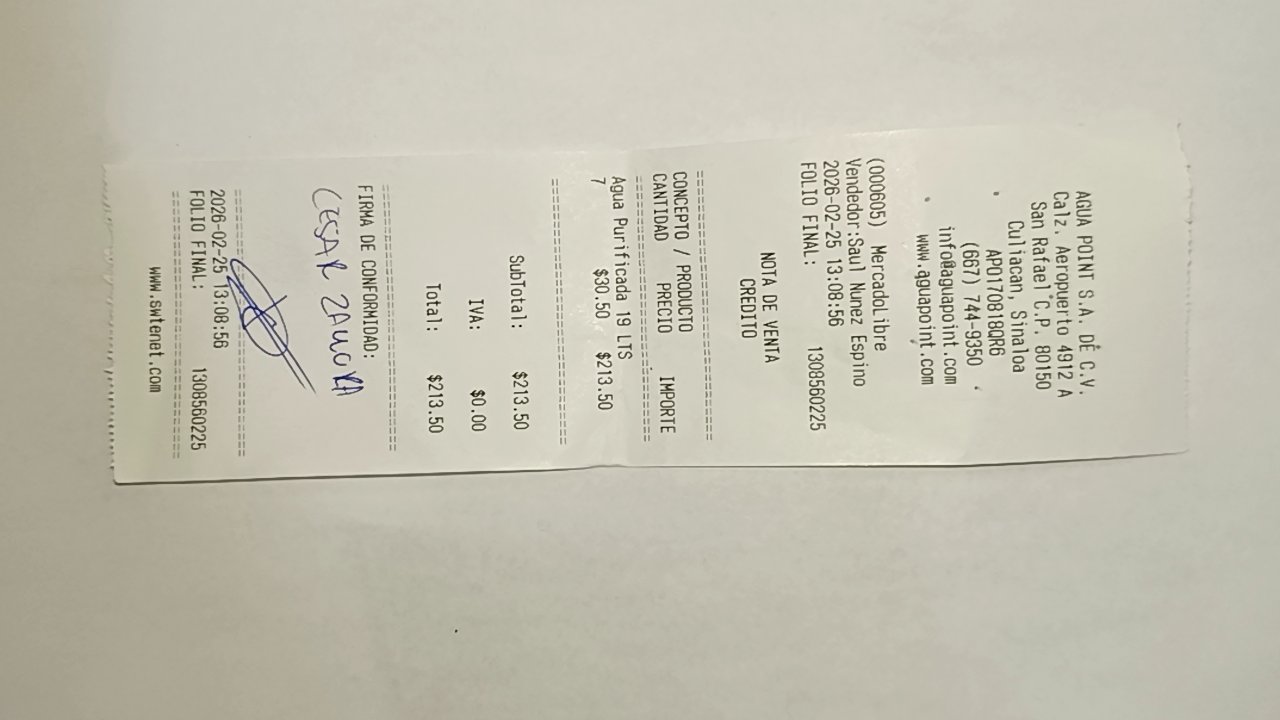 AGUA POINT S.A. DE C.V.
Calz. Aeropuerto 4912 A
San Rafael C.P. 80150
Culiacan, Sinaloa
APO170818QR6
(667) 744-9350
info@aguapoint.com
www.aguapoint.com
(000605) MercadoLibre
Vendedor:Saul Nunez Espino
2026-02-25 13:08:56
FOLIO FINAL: 1308560225
NOTA DE VENTA
CREDITO
==============================
CONCEPTO / PRODUCTO
CANTIDAD PRECIO IMPORTE
==============================
Agua Purificada 19 LTS
7 $30.50 $213.50
==============================
SubTotal: $213.50
IVA: $0.00
Total: $213.50
==============================
FIRMA DE CONFORMIDAD:
CESAR
==============================
2026-02-25 13:08:56
FOLIO FINAL: 1308560225
==============================
www.swtenet.com